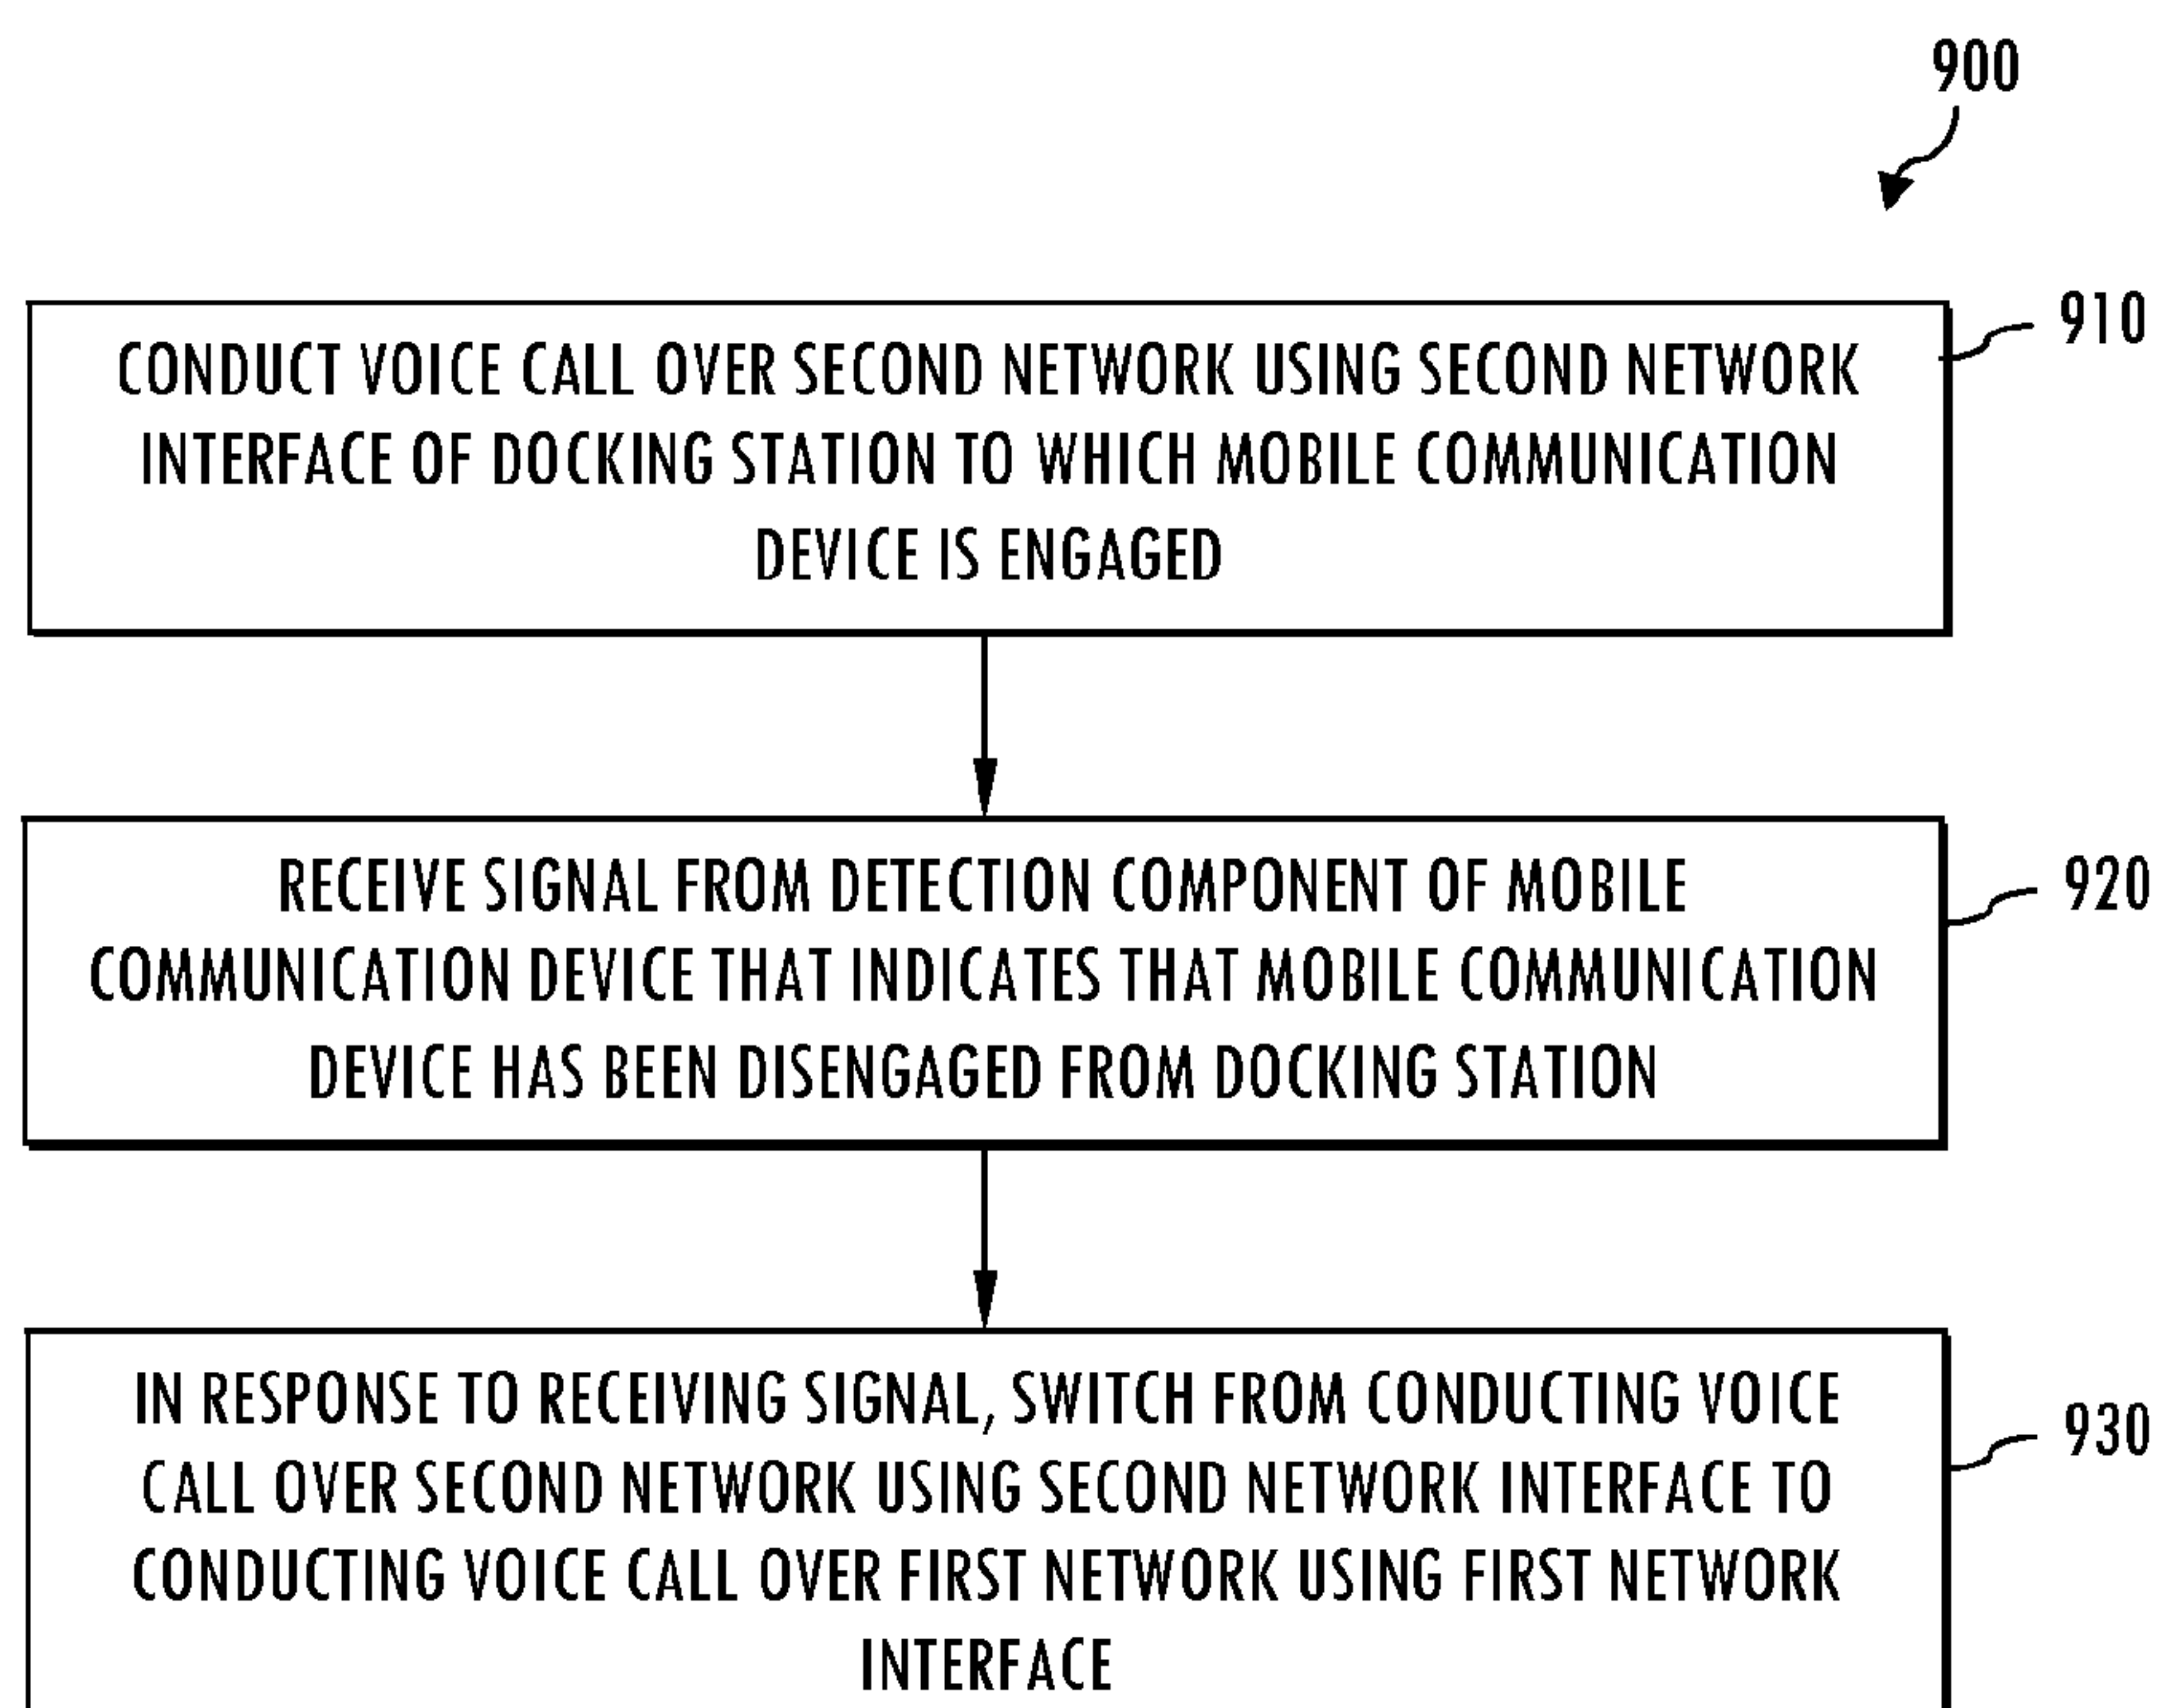 900
910
CONDUCT VOICE CALL OVER SECOND NETWORK USING SECOND NETWORK
INTERFACE OF DOCKING STATION TO WHICH MOBILE COMMUNICATION
DEVICE IS ENGAGED
920
RECEIVE SIGNAL FROM DETECTION COMPONENT OF MOBILE
COMMUNICATION DEVICE THAT INDICATES THAT MOBILE COMMUNICATION
DEVICE HAS BEEN DISENGAGED FROM DOCKING STATION
930
IN RESPONSE TO RECEIVING SIGNAL, SWITCH FROM CONDUCTING VOICE
CALL OVER SECOND NETWORK USING SECOND NETWORK INTERFACE TO
CONDUCTING VOICE CALL OVER FIRST NETWORK USING FIRST NETWORK
INTERFACE